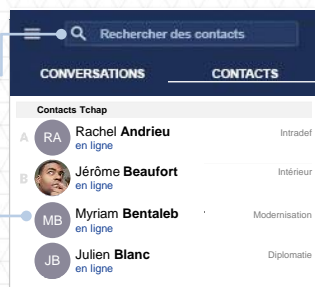 Rechercher des contacts
CONVERSATIONS CONTACTS
Contacts Tchap
A RA Rachel Andrieu Intradef
en ligne
B Jérôme Beaufort Intérieur
en ligne
MB Myriam Bentaleb Modernisation
en ligne
JB Julien Blanc Diplomatie
en ligne